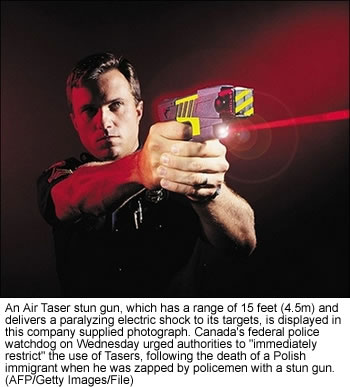 An Air Taser stun gun, which has a range of 15 feet (4.5m) and
delivers a paralyzing electric shock to its targets, is displayed in
this company supplied photograph. Canada's federal police
watchdog on Wednesday urged authorities to "immediately
restrict" the use of Tasers, following the death of a Polish
immigrant when he was zapped by policemen with a stun gun.
(AFP/Getty Images/File)